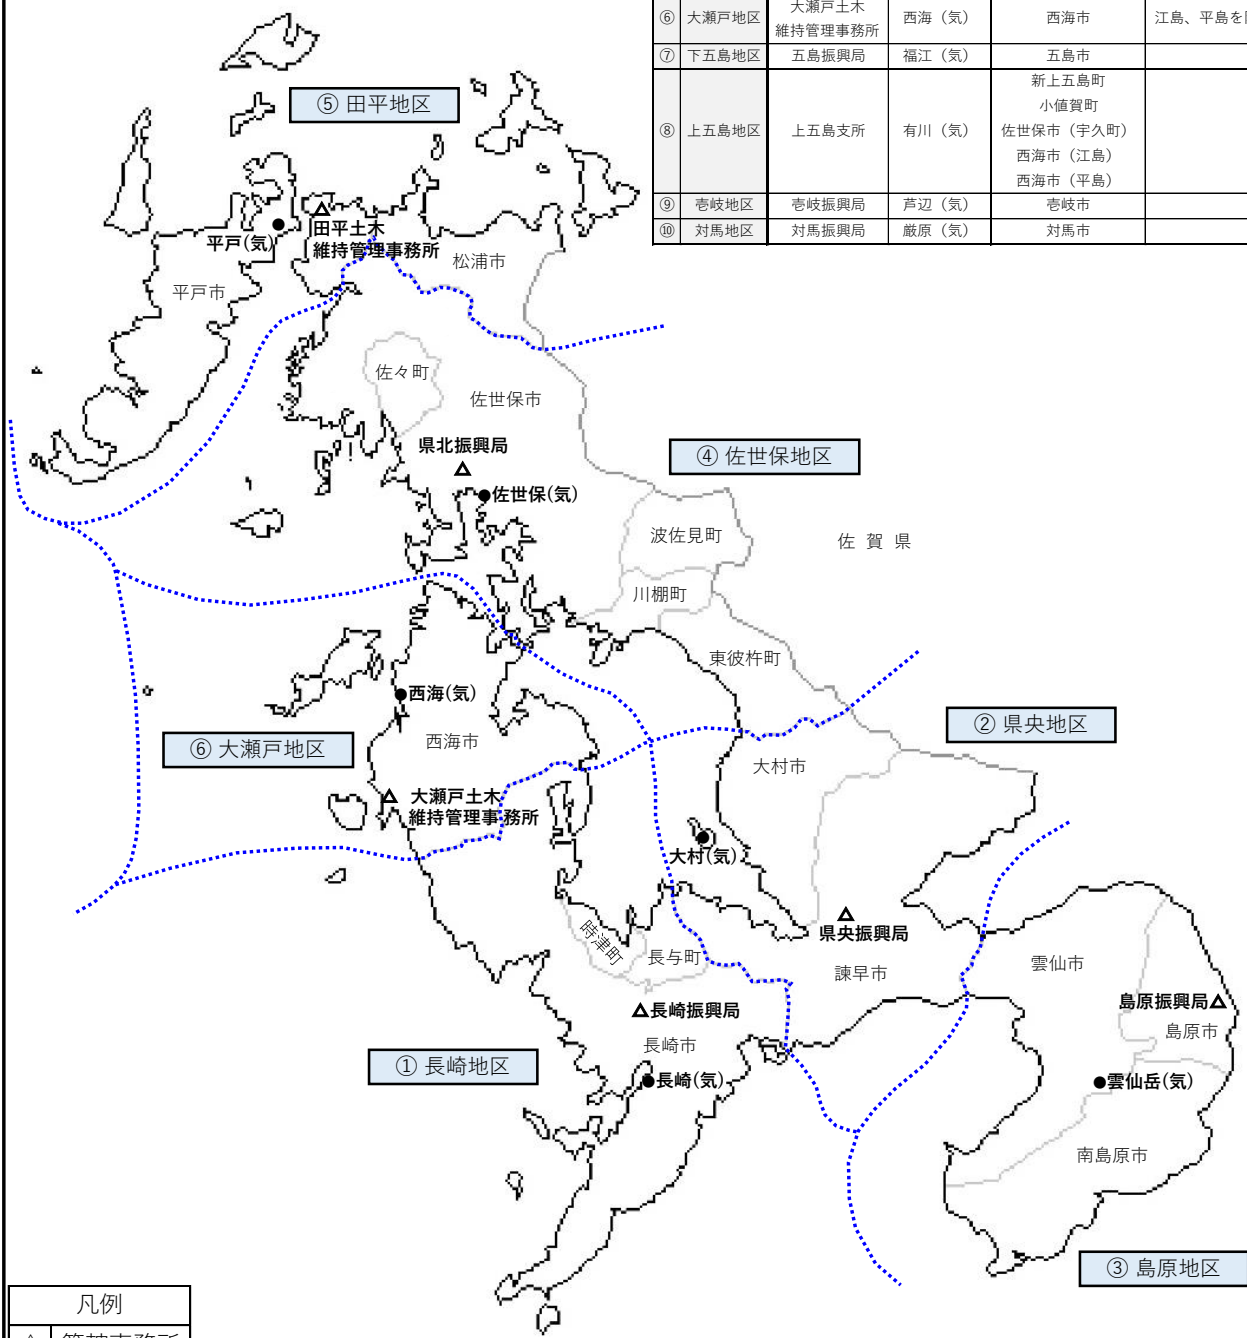 ⑥ 大瀬戸地区 大瀬戸土木 維持管理事務所 西海（気） 西海市 江島、平島を
⑦ 下五島地区 五島振興局 福江（気） 五島市
⑧ 上五島地区 上五島支所 有川（気） 新上五島町
小値賀町
佐世保市（宇久町）
西海市（江島）
西海市（平島）
⑨ 壱岐地区 壱岐振興局 芦辺（気） 壱岐市
⑩ 対馬地区 対馬振興局 厳原（気） 対馬市
⑤ 田平地区
平戸(気)
田平土木
維持管理事務所
松浦市
平戸市
佐々町
佐世保市
県北振興局
④ 佐世保地区
佐世保(気)
波佐見町
佐 賀 県
川棚町
東彼杵町
西海(気)
西海市
② 県央地区
⑥ 大瀬戸地区
大村市
大瀬戸土木
維持管理事務所
大村(気)
県央振興局
時津町
長与町
諫早市
雲仙市
長崎振興局
島原振興局
島原市
長崎市
① 長崎地区
長崎(気)
雲仙岳(気)
南島原市
③ 島原地区
凡例